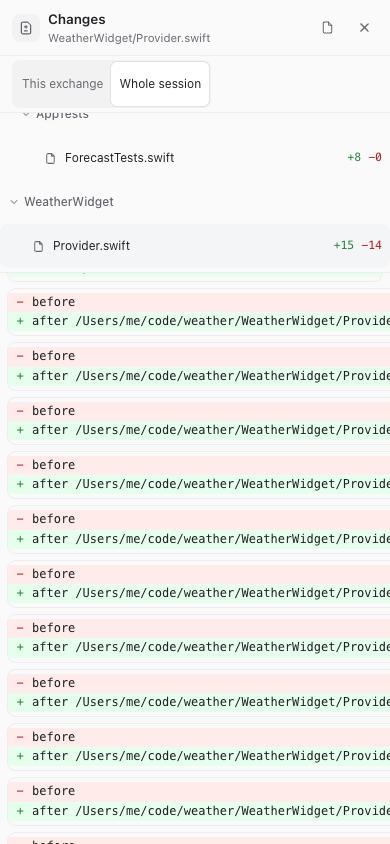 Changes
WeatherWidget/Provider.swift
This exchange
Whole session
AppTests
ForecastTests.swift
+8 −0
WeatherWidget
Provider.swift
+15 −14
− before
+ after /Users/me/code/weather/WeatherWidget/Provide
− before
+ after /Users/me/code/weather/WeatherWidget/Provide
− before
+ after /Users/me/code/weather/WeatherWidget/Provide
− before
+ after /Users/me/code/weather/WeatherWidget/Provide
− before
+ after /Users/me/code/weather/WeatherWidget/Provide
− before
+ after /Users/me/code/weather/WeatherWidget/Provide
− before
+ after /Users/me/code/weather/WeatherWidget/Provide
− before
+ after /Users/me/code/weather/WeatherWidget/Provide
− before
+ after /Users/me/code/weather/WeatherWidget/Provide
− before
+ after /Users/me/code/weather/WeatherWidget/Provide
− before